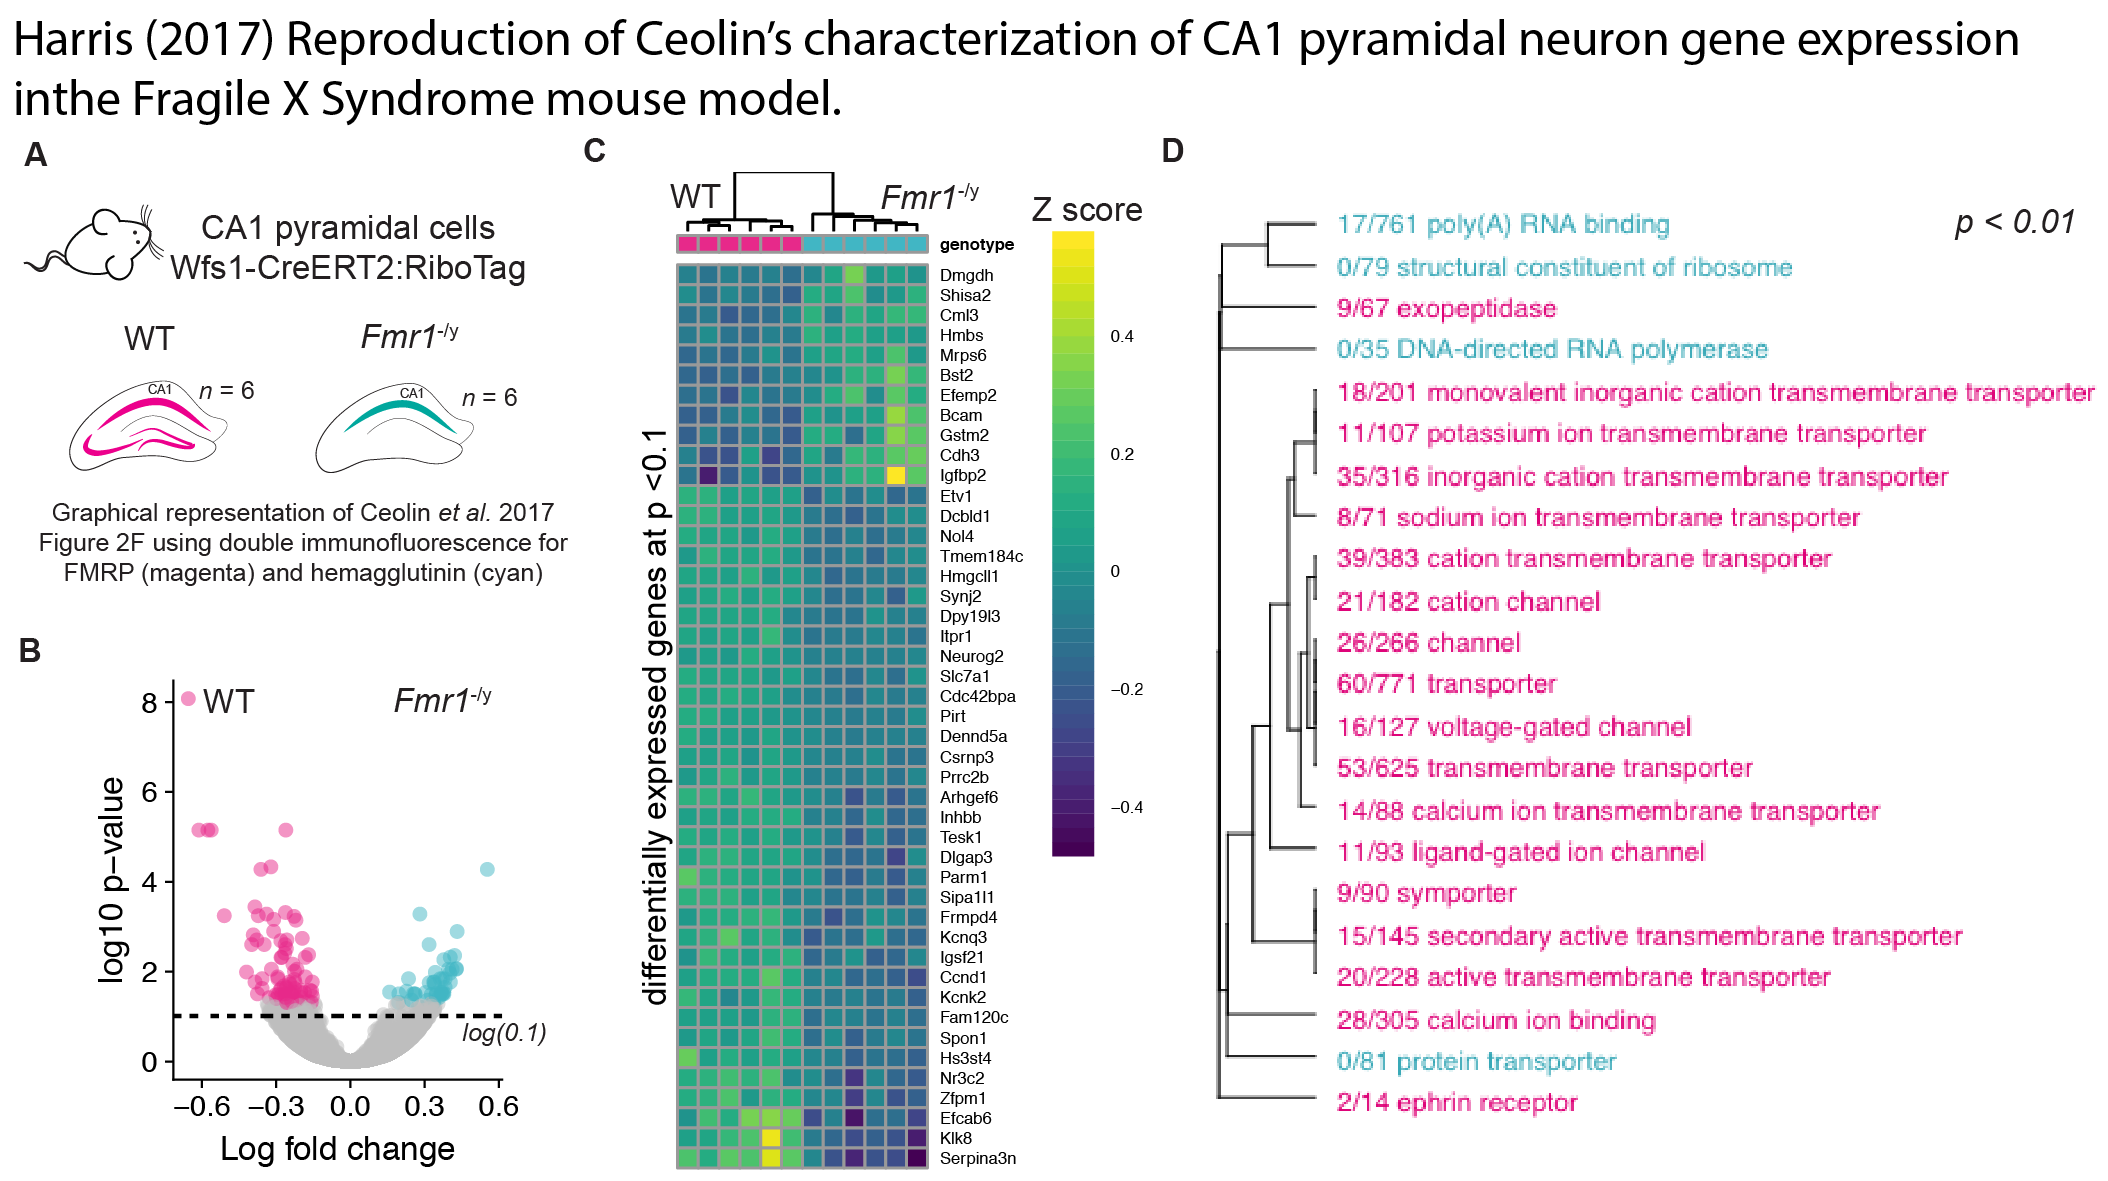 Harris (2017) Reproduction of Ceolin's characterization of CA1 pyramidal neuron gene expression
inthe Fragile X Syndrome mouse model.
A
CA1 pyramidal cells
Wfs1-CreERT2:RiboTag
WT
Fmr1-/y
CA1
n = 6
CA1
n = 6
Graphical representation of Ceolin et al. 2017
Figure 2F using double immunofluorescence for
FMRP (magenta) and hemagglutinin (cyan)
B
WT
Fmr1-/y
log10 p−value
8
6
4
2
0
log(0.1)
−0.6
−0.3
0.0
0.3
0.6
Log fold change
C
WT
Fmr1-/y
genotype
differentially expressed genes at p <0.1
Dmgdh
Shisa2
Cml3
Hmbs
Mrps6
Bst2
Efemp2
Bcam
Gstm2
Cdh3
Igfbp2
Etv1
Dcbld1
Nol4
Tmem184c
Hmgcll1
Synj2
Dpy19l3
Itpr1
Neurog2
Slc7a1
Cdc42bpa
Pirt
Dennd5a
Csrnp3
Prrc2b
Arhgef6
Inhbb
Tesk1
Dlgap3
Parm1
Sipa1l1
Frmpd4
Kcnq3
Igsf21
Ccnd1
Kcnk2
Fam120c
Spon1
Hs3st4
Nr3c2
Zfpm1
Efcab6
Klk8
Serpina3n
Z score
0.4
0.2
0
−0.2
−0.4
D
p < 0.01
17/761 poly(A) RNA binding
0/79 structural constituent of ribosome
9/67 exopeptidase
0/35 DNA-directed RNA polymerase
18/201 monovalent inorganic cation transmembrane transporter
11/107 potassium ion transmembrane transporter
35/316 inorganic cation transmembrane transporter
8/71 sodium ion transmembrane transporter
39/383 cation transmembrane transporter
21/182 cation channel
26/266 channel
60/771 transporter
16/127 voltage-gated channel
53/625 transmembrane transporter
14/88 calcium ion transmembrane transporter
11/93 ligand-gated ion channel
9/90 symporter
15/145 secondary active transmembrane transporter
20/228 active transmembrane transporter
28/305 calcium ion binding
0/81 protein transporter
2/14 ephrin receptor